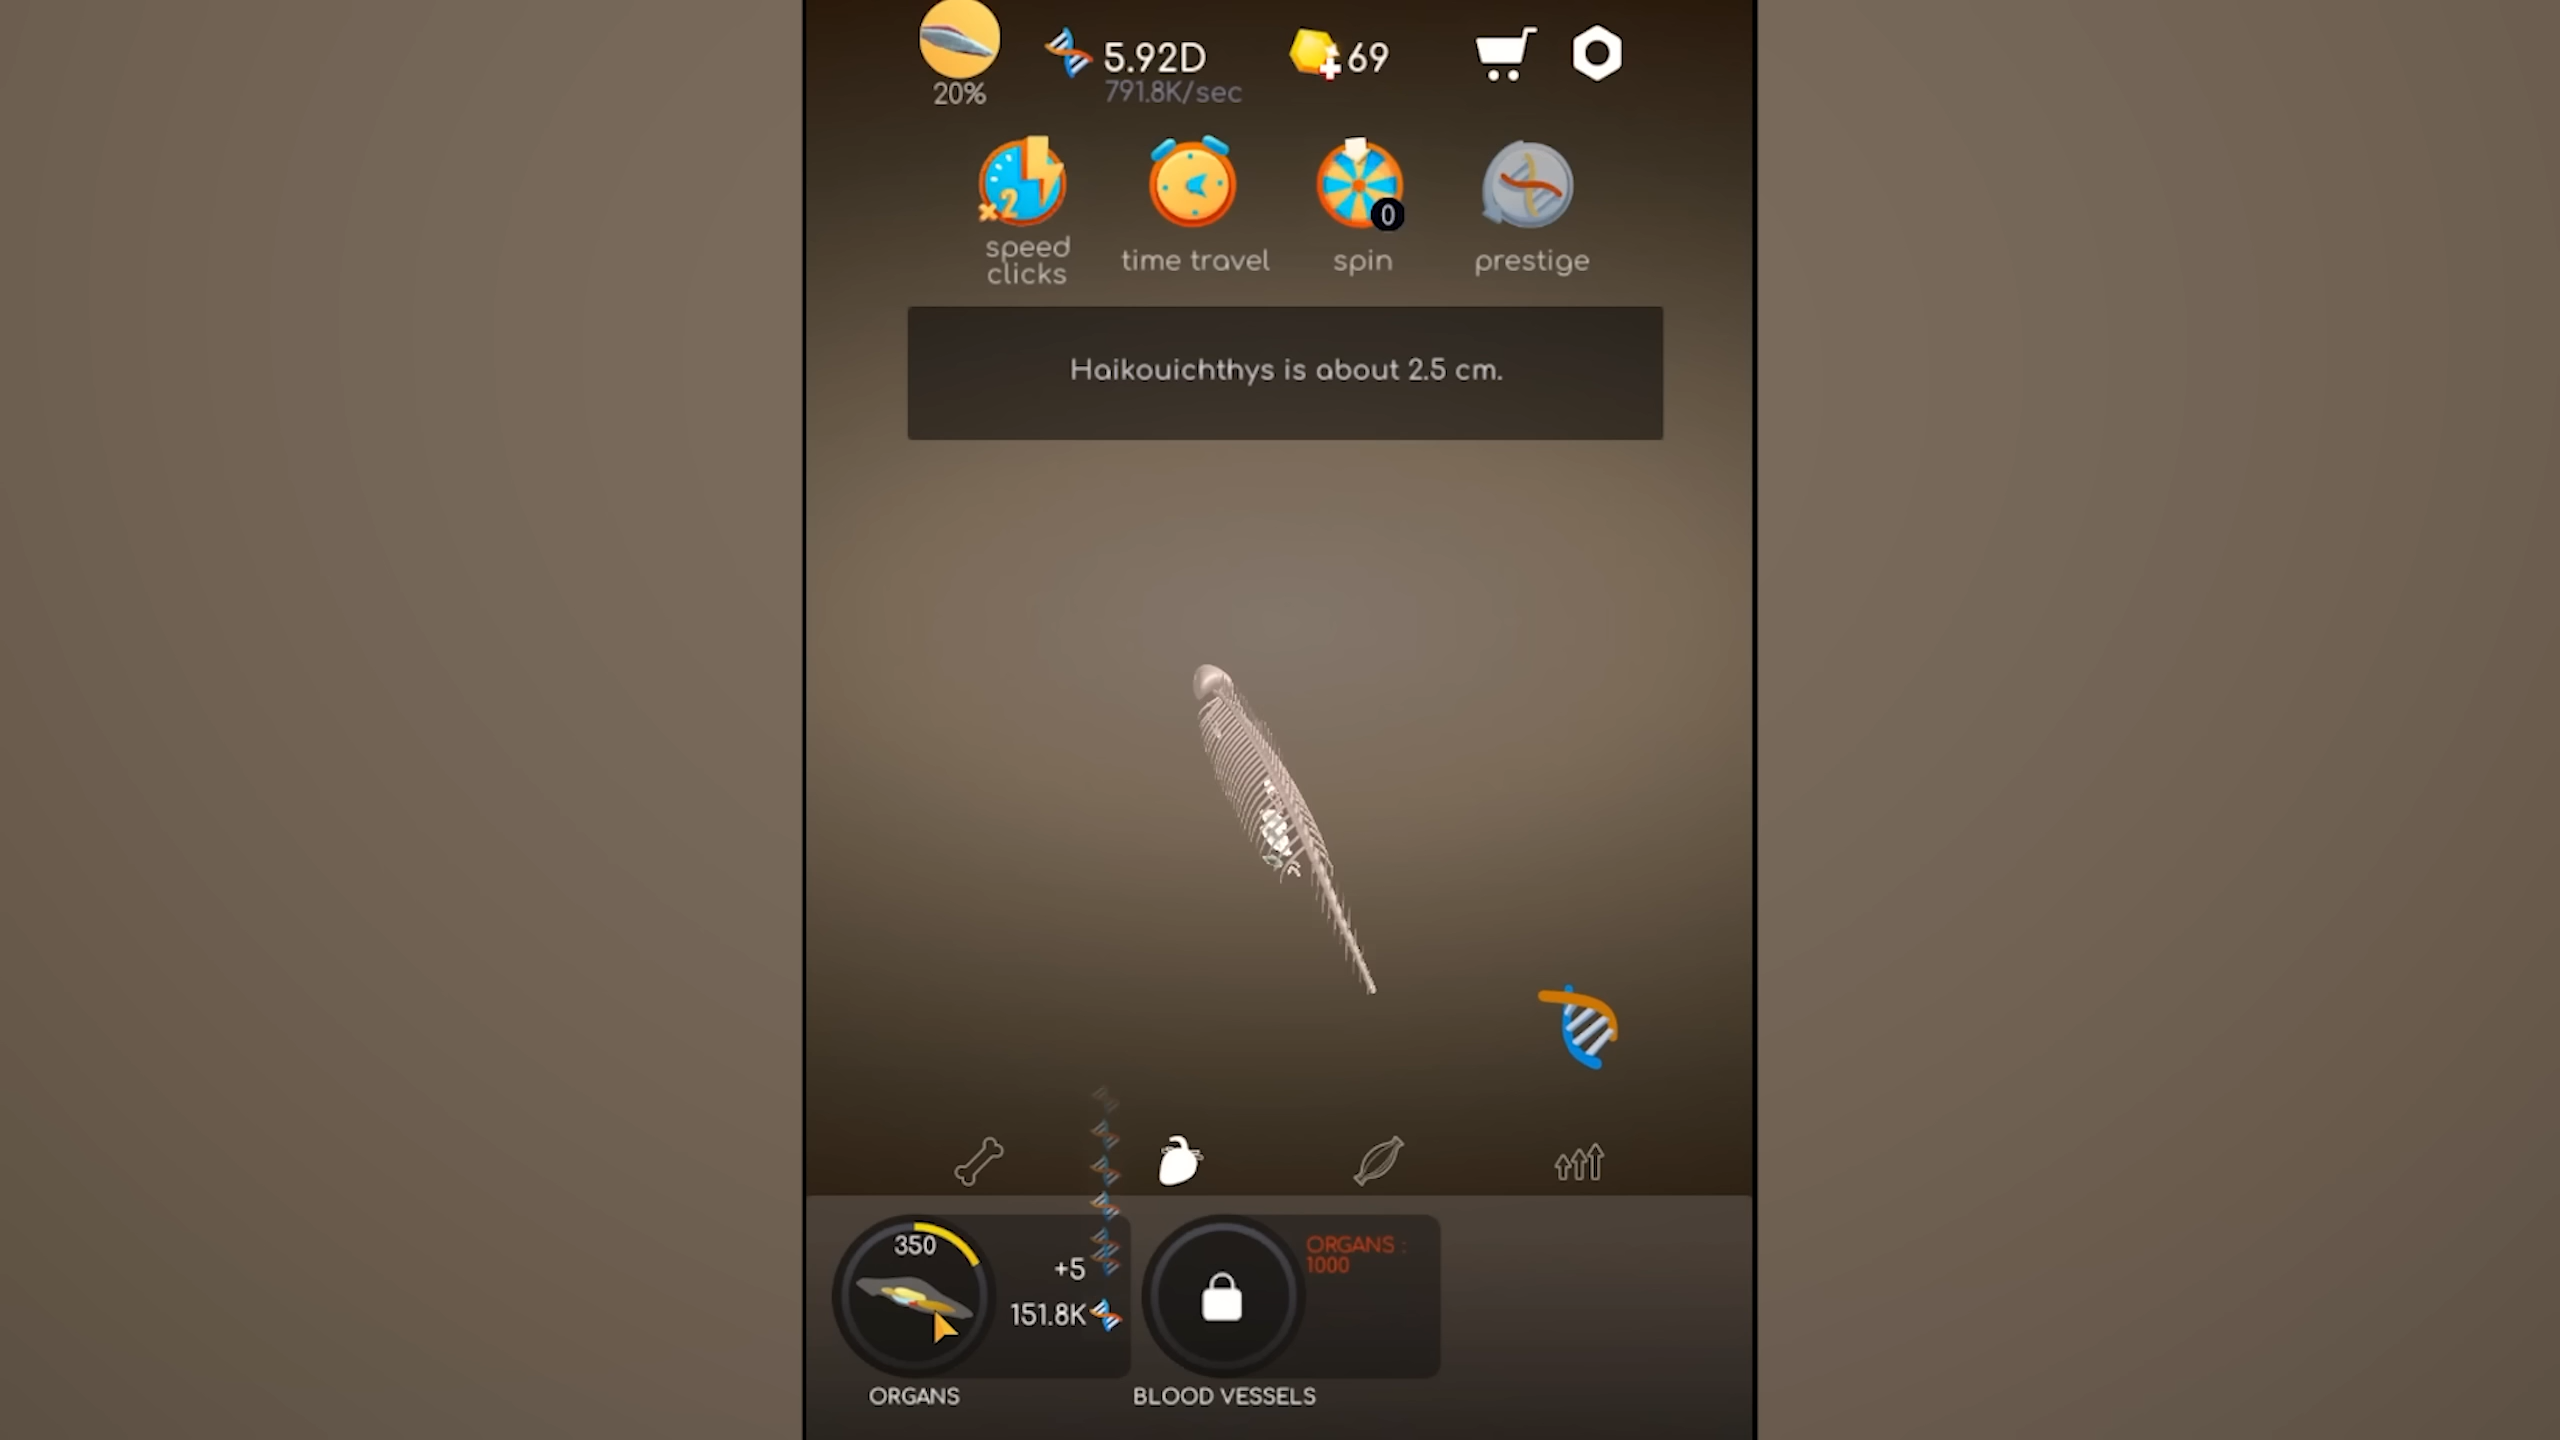 20%
5.92D
791.8K/sec
69
x2
speed
clicks
time travel
0
spin
prestige
Haikouichthys is about 2.5 cm.
350
+5
151.8K
ORGANS
ORGANS :
1000
BLOOD VESSELS